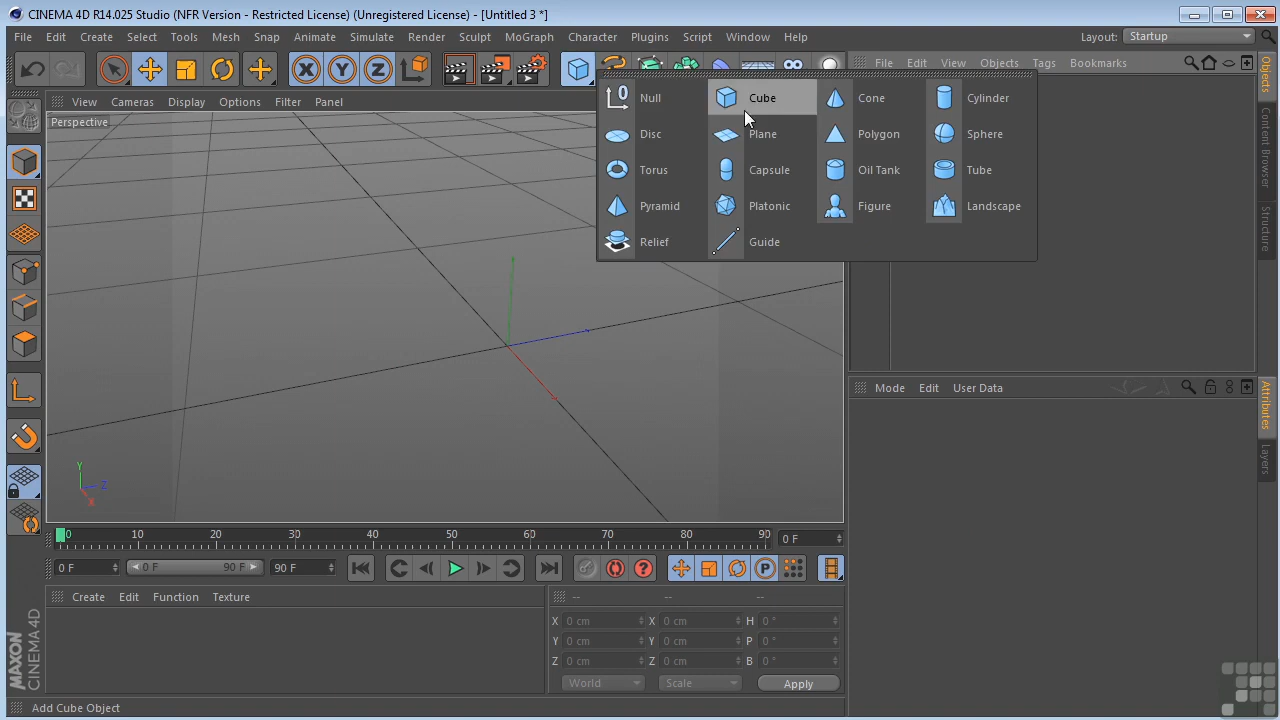 CINEMA 4D R14.025 Studio (NFR Version - Restricted License) (Unregistered License) - [Untitled 3 *]
File Edit Create Select Tools Mesh Snap Animate Simulate Render Sculpt MoGraph Character Plugins Script Window Help Layout: Startup
X Y Z
File Edit View Objects Tags Bookmarks
View Cameras Display Options Filter Panel
Perspective
Null Cube Cone Cylinder
Disc Plane Polygon Sphere
Torus Capsule Oil Tank Tube
Pyramid Platonic Figure Landscape
Relief Guide
Objects
Content Browser
Structure
Mode Edit User Data
Attributes
Layers
Y
Z
X
0 10 20 30 40 50 60 70 80 90 0 F
0 F 0 F 90 F 90 F P
Create Edit Function Texture -- -- --
X 0 cm X 0 cm H 0 °
Y 0 cm Y 0 cm P 0 °
Z 0 cm Z 0 cm B 0 °
World Scale Apply
MAXON
CINEMA 4D
Add Cube Object